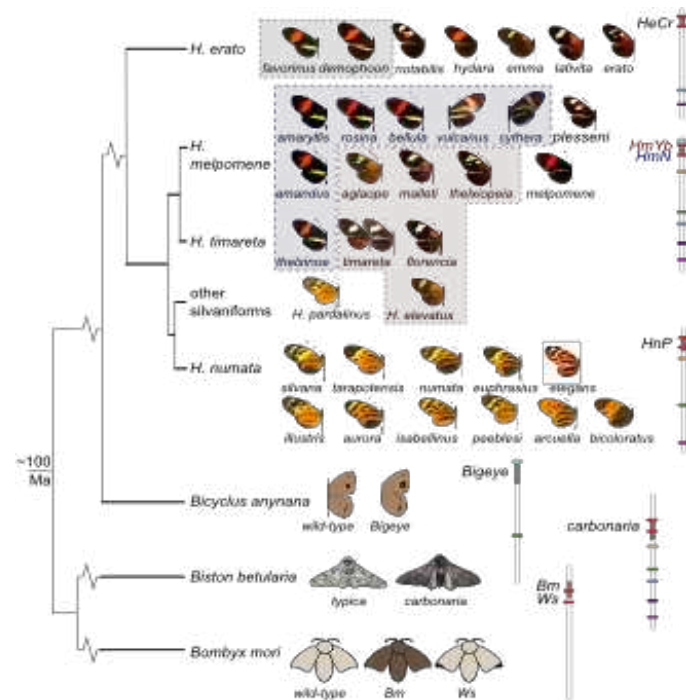 HeCr
H. erato
favorinus demophoon notabilis hydara emma lativita erato
amaryllis rosina bellula vulcanus cythera plesseni
H. melpomene
HmYb
HmN
amandus aglaope malleti thelxiopeia melpomene
H. timareta
timareta florencia
other silvaniforms
H. pardalinus
H. elevatus
H. numata
HnP
silvana tarapotensis numata euphrasius elegans
illustris aurora isabellinus peeblesi arcuella bicoloratus
~100
Ma
Bigeye
Bicyclus anynana
wild-type Bigeye
carbonaria
Biston betularia
typica carbonaria
Bm
Ws
Bombyx mori
wild-type Bm Ws